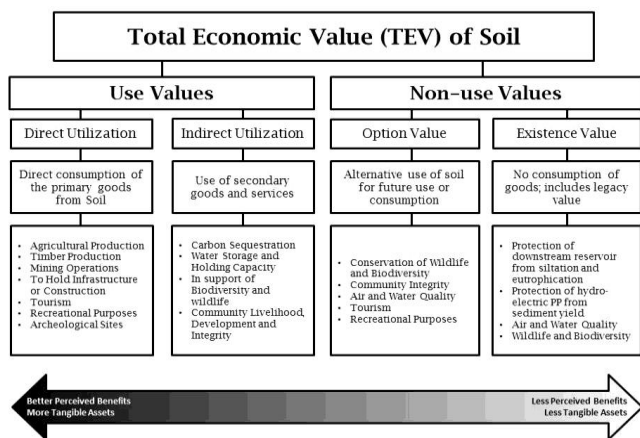 Total Economic Value (TEV) of Soil
Use Values
Non-use Values
Direct Utilization
Indirect Utilization
Option Value
Existence Value
Direct consumption of
the primary goods
from Soil
Use of secondary
goods and services
Alternative use of soil
for future use or
consumption
No consumption of
goods; includes legacy
value
• Agricultural Production
• Timber Production
• Mining Operations
• To Hold Infrastructure
or Construction
• Tourism
• Recreational Purposes
• Archeological Sites
• Carbon Sequestration
• Water Storage and
Holding Capacity
• In support of
Biodiversity and
wildlife
• Community Livelihood,
Development and
Integrity
• Conservation of Wildlife
and Biodiversity
• Community Integrity
• Air and Water Quality
• Tourism
• Recreational Purposes
• Protection of
downstream reservoir
from siltation and
eutrophication
• Protection of hydro-
electric PP from
sediment yield
• Air and Water Quality
• Wildlife and Biodiversity
Better Perceived Benefits
More Tangible Assets
Less Perceived Benefits
Less Tangible Assets